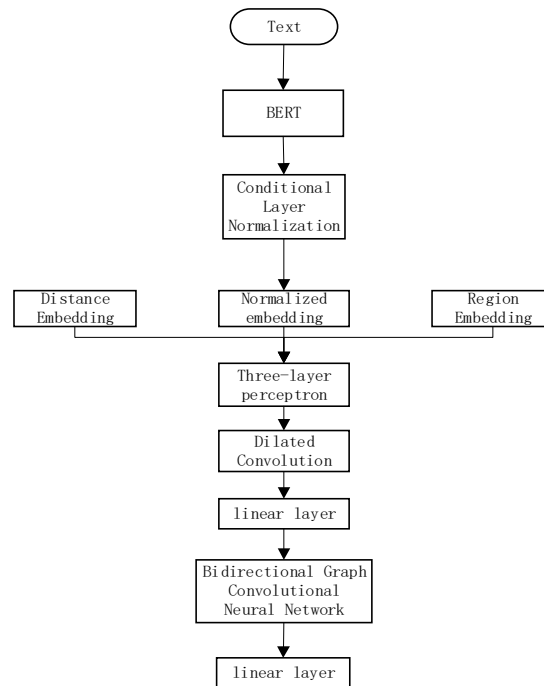 Text
BERT
Conditional
Layer
Normalization
Distance
Embedding
Normalized
embedding
Region
Embedding
Three-layer
perceptron
Dilated
Convolution
linear layer
Bidirectional Graph
Convolutional
Neural Network
linear layer